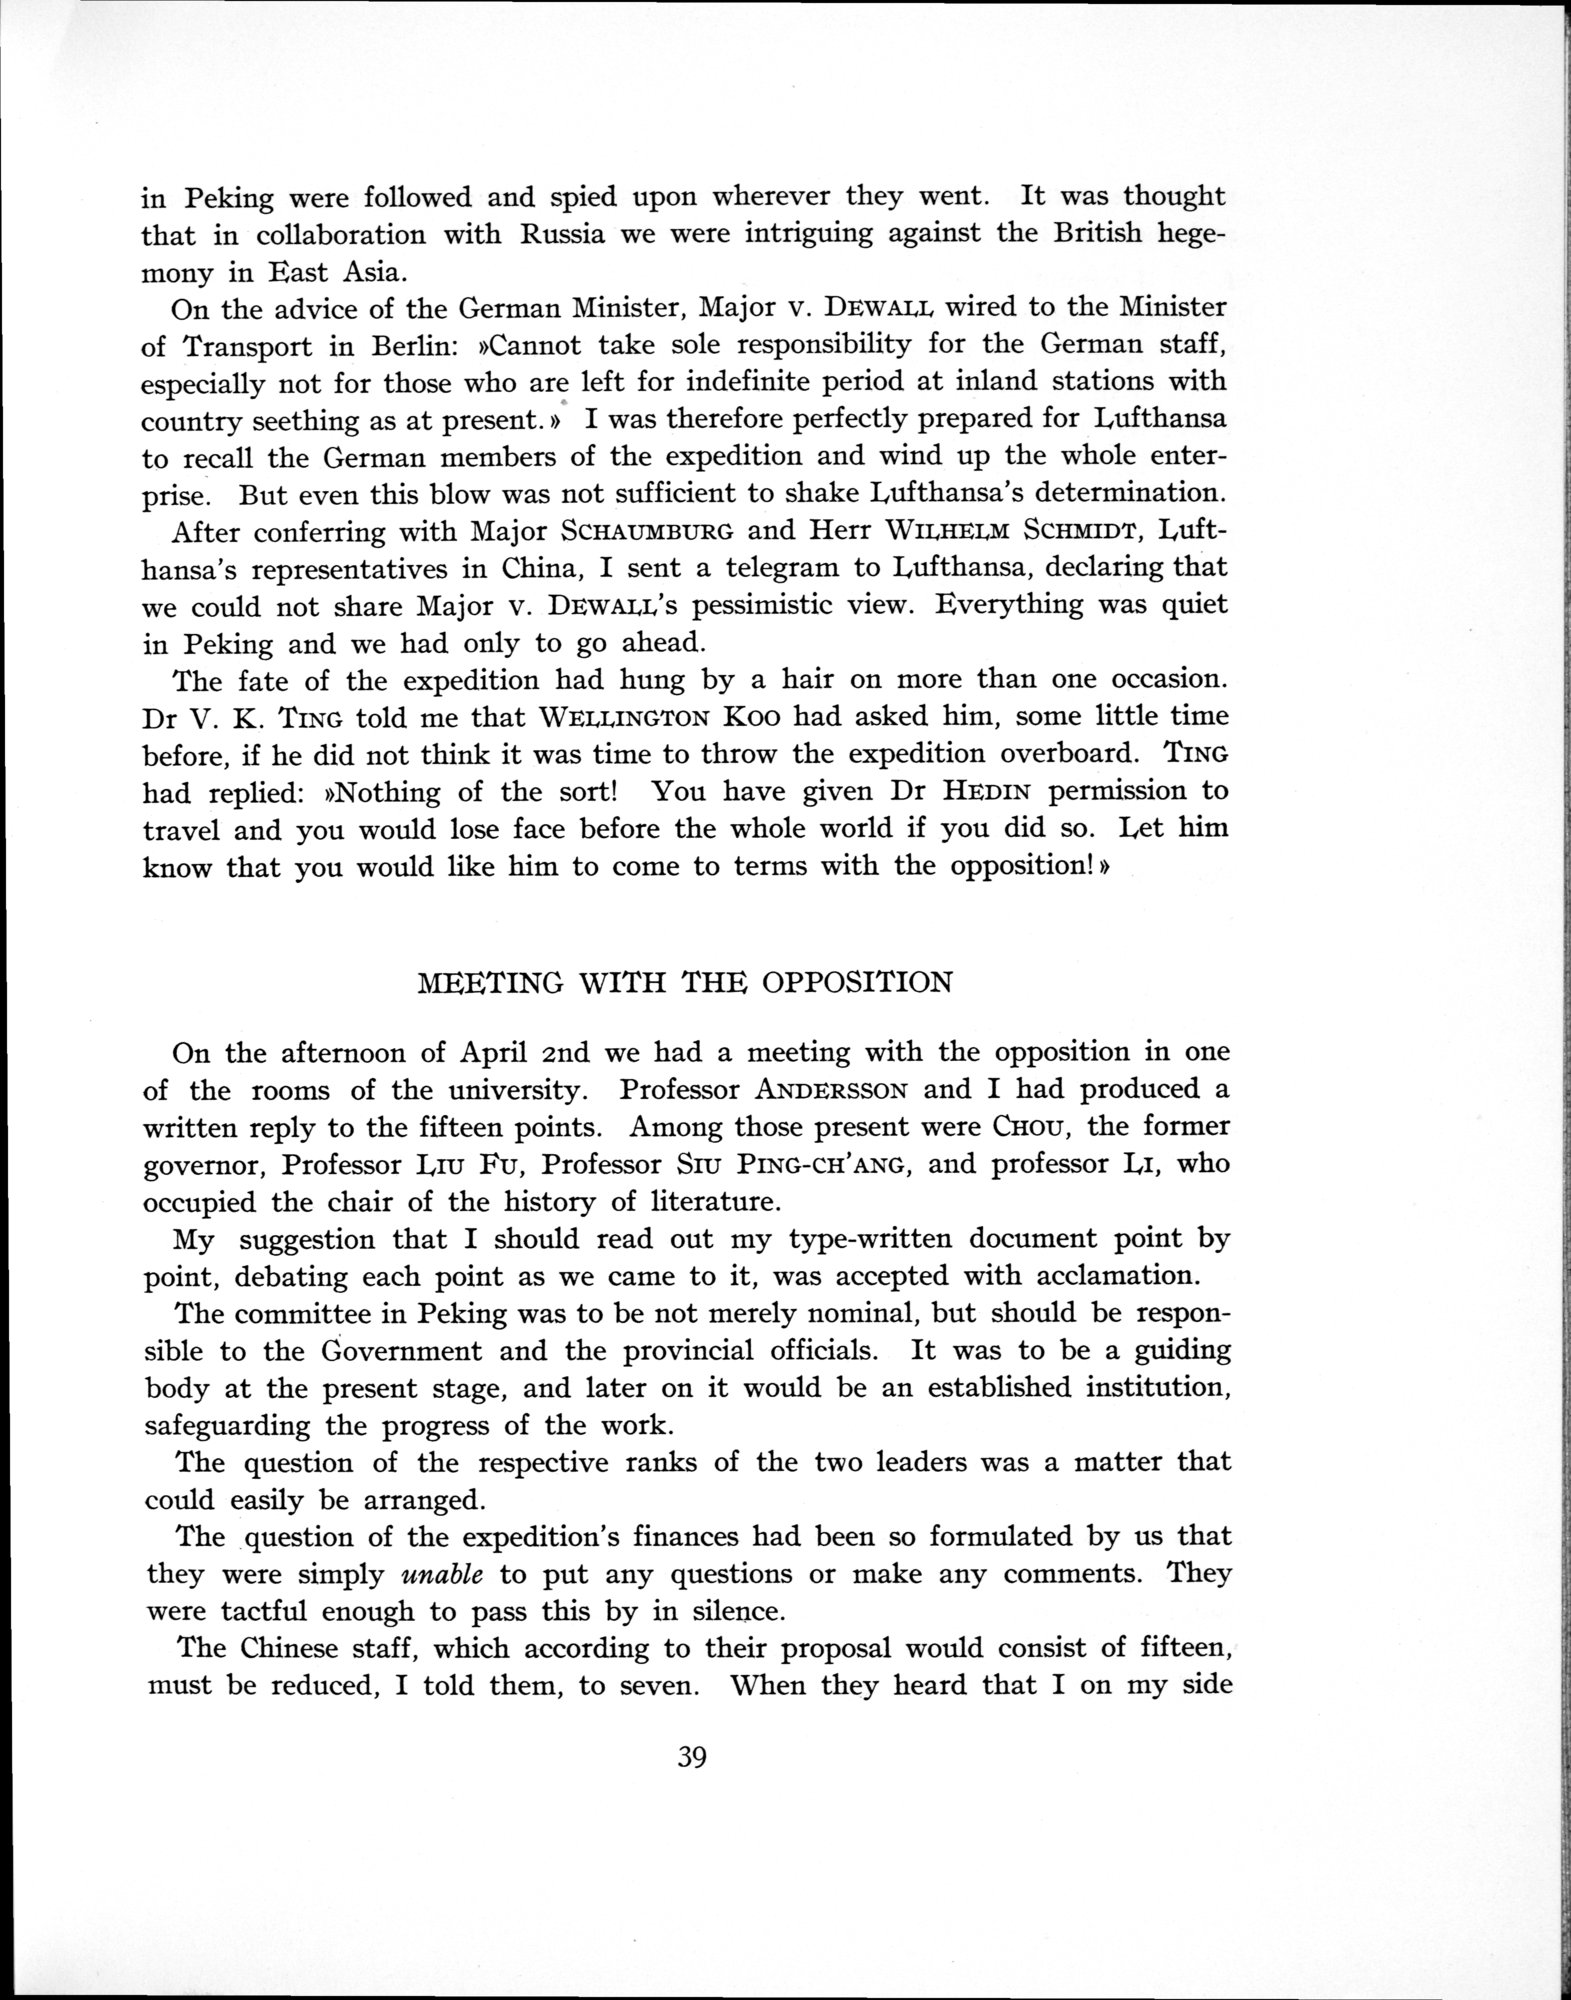 in Peking were followed and spied upon wherever they went. It was thought
that in collaboration with Russia we were intriguing against the British hege-
mony in East Asia.
On the advice of the German Minister, Major v. Dewall wired to the Minister
of Transport in Berlin: »Cannot take sole responsibility for the German staff,
especially not for those who are left for indefinite period at inland stations with
country seething as at present.» I was therefore perfectly prepared for Lufthansa
to recall the German members of the expedition and wind up the whole enter-
prise. But even this blow was not sufficient to shake Lufthansa's determination.
After conferring with Major Schaumburg and Herr Wilhelm Schmidt, Luft-
hansa's representatives in China, I sent a telegram to Lufthansa, declaring that
we could not share Major v. Dewall's pessimistic view. Everything was quiet
in Peking and we had only to go ahead.
The fate of the expedition had hung by a hair on more than one occasion.
Dr V. K. Ting told me that Wellington Koo had asked him, some little time
before, if he did not think it was time to throw the expedition overboard. Ting
had replied: »Nothing of the sort! You have given Dr Hedin permission to
travel and you would lose face before the whole world if you did so. Let him
know that you would like him to come to terms with the opposition!»
MEETING WITH THE OPPOSITION
On the afternoon of April 2nd we had a meeting with the opposition in one
of the rooms of the university. Professor Andersson and I had produced a
written reply to the fifteen points. Among those present were Chou, the former
governor, Professor Liu Fu, Professor Siu Ping-ch'ang, and professor Li, who
occupied the chair of the history of literature.
My suggestion that I should read out my type-written document point by
point, debating each point as we came to it, was accepted with acclamation.
The committee in Peking was to be not merely nominal, but should be respon-
sible to the Government and the provincial officials. It was to be a guiding
body at the present stage, and later on it would be an established institution,
safeguarding the progress of the work.
The question of the respective ranks of the two leaders was a matter that
could easily be arranged.
The question of the expedition's finances had been so formulated by us that
they were simply unable to put any questions or make any comments. They
were tactful enough to pass this by in silence.
The Chinese staff, which according to their proposal would consist of fifteen,
must be reduced, I told them, to seven. When they heard that I on my side
39